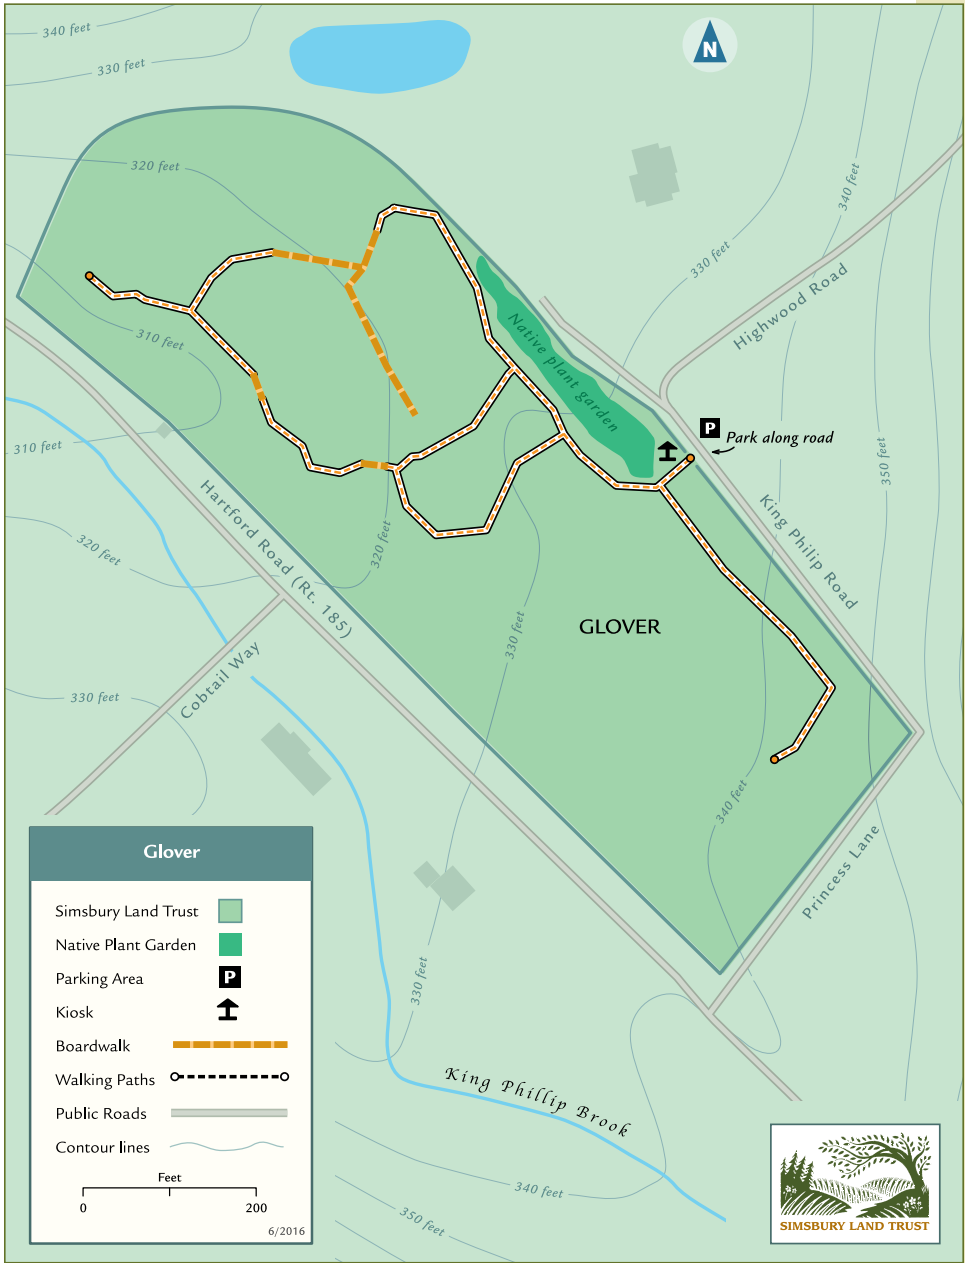 340 feet
330 feet
N
320 feet
340 feet
330 feet
Highwood Road
310 feet
Native plant garden
P
Park along road
310 feet
350 feet
Hartford Road (Rt. 185)
King Philip Road
320 feet
320 feet
330 feet
GLOVER
Cobtail Way
330 feet
340 feet
Princess Lane
330 feet
King Phillip Brook
340 feet
350 feet
Glover
Simsbury Land Trust
Native Plant Garden
Parking Area P
Kiosk
Boardwalk
Walking Paths
Public Roads
Contour lines
Feet
0 200
6/2016
SIMSBURY LAND TRUST